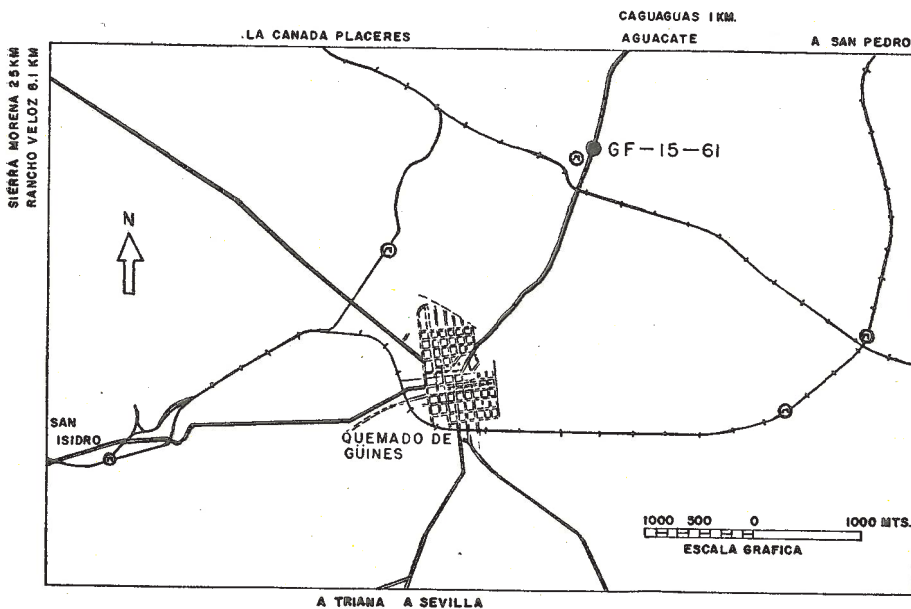 CAGUAGUAS 1 KM.
LA CANADA PLACERES
AGUACATE
A SAN PEDRO
SIERRA MORENA 25 KM
RANCHO VELOZ 6.1 KM
GF-15-61
N
SAN
ISIDRO
QUEMADO DE
GÜINES
1000 500 0 1000 MTS.
ESCALA GRAFICA
A TRIANA A SEVILLA